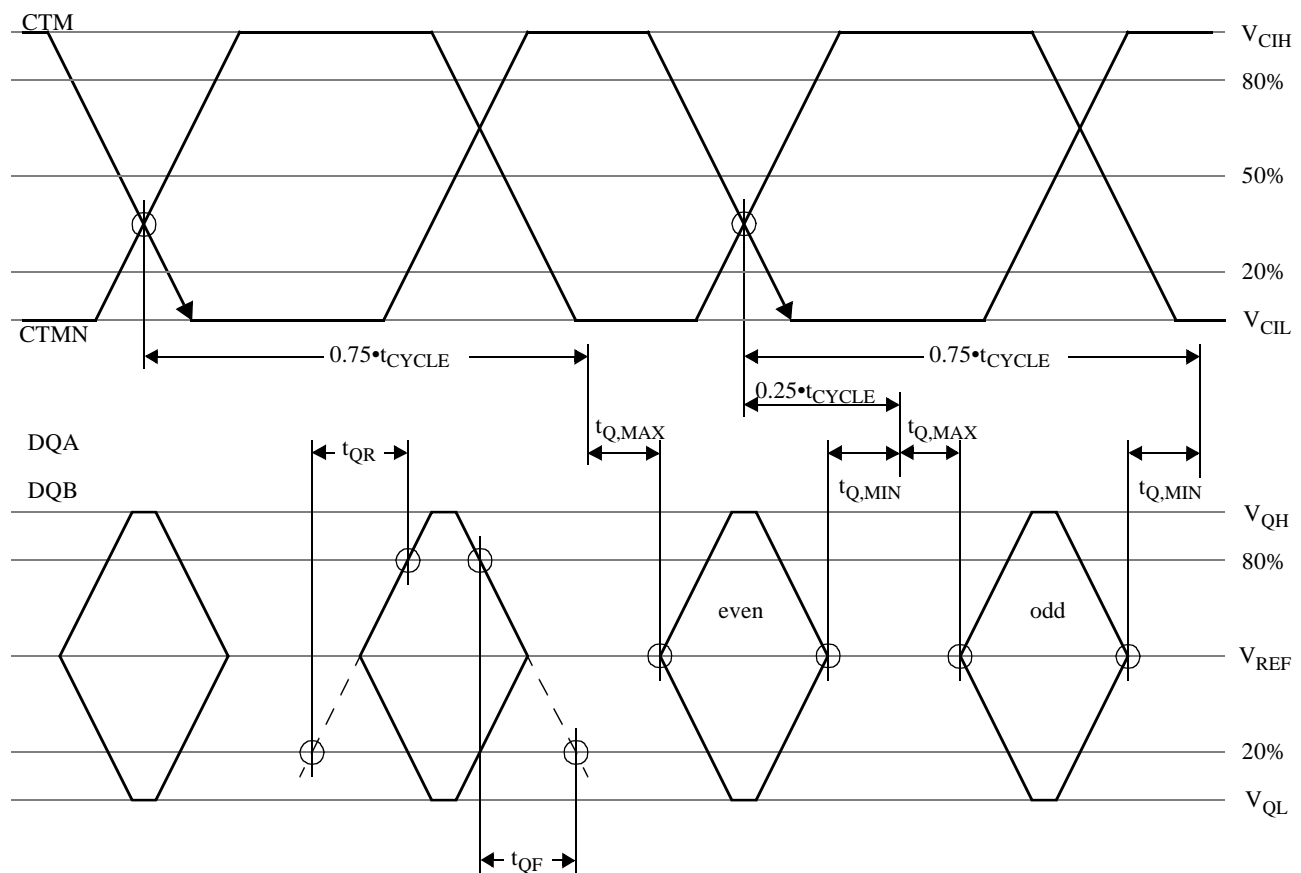 CTM
V_CIH
80%
50%
20%
CTMN
V_CIL
0.75•t_CYCLE
0.75•t_CYCLE
0.25•t_CYCLE
t_Q,MAX
t_Q,MAX
DQA
t_QR
DQB
t_Q,MIN
t_Q,MIN
V_QH
80%
even
odd
V_REF
20%
V_QL
t_QF